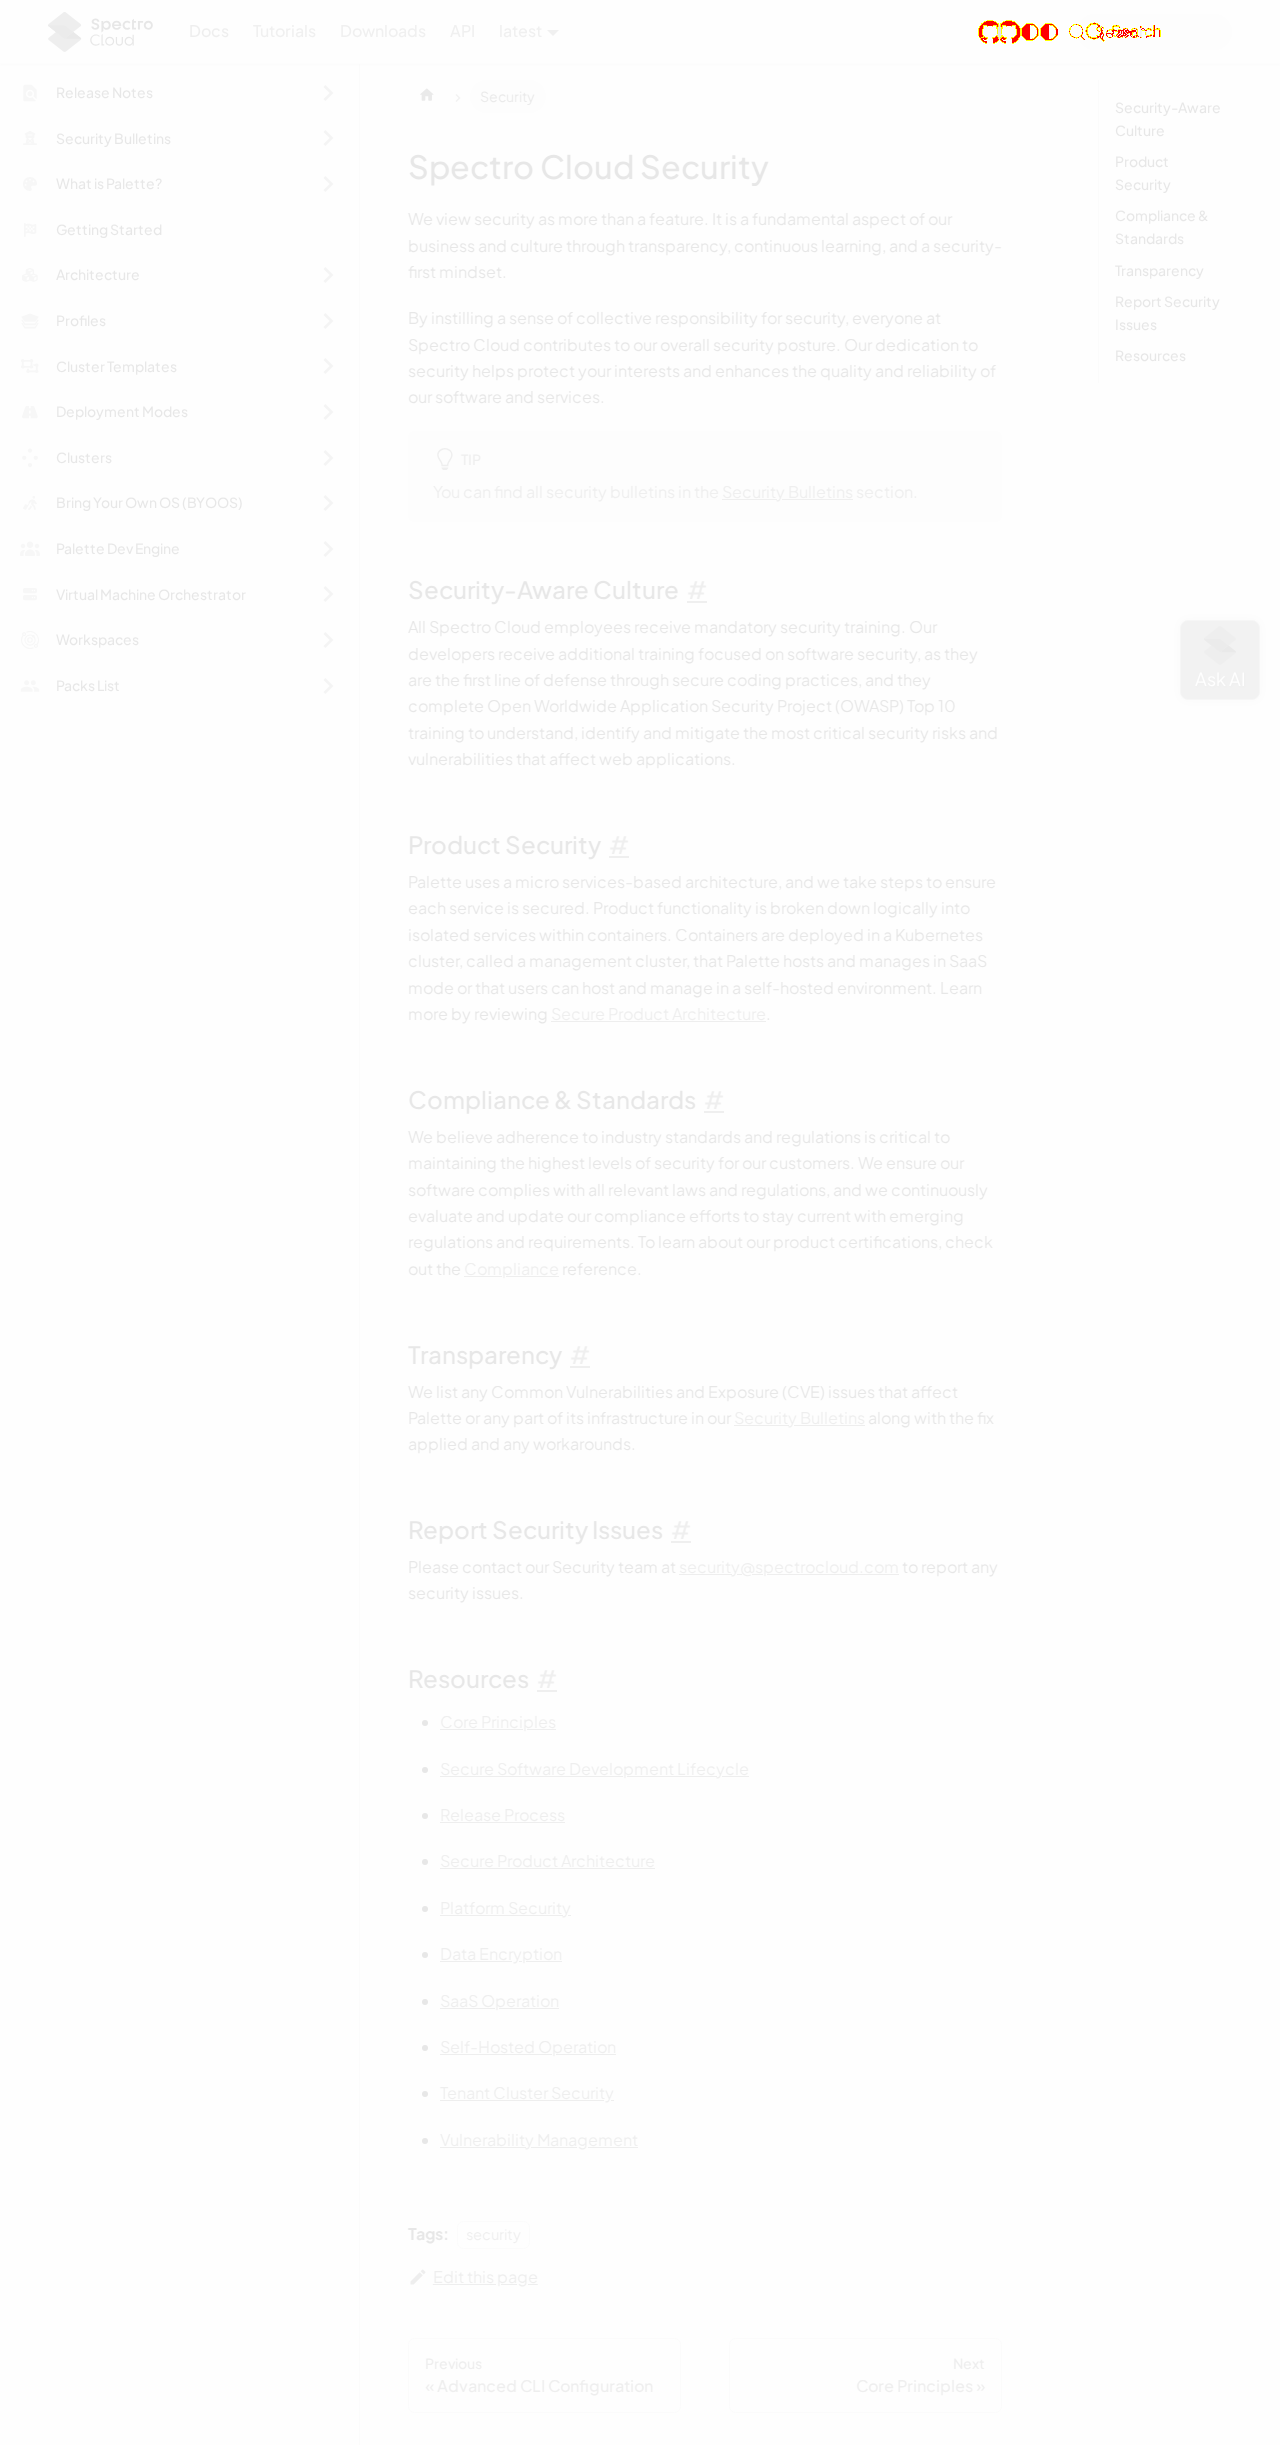 Spectro
Cloud
Docs
Tutorials
Downloads
API
latest
Search
Release Notes
Security Bulletins
What is Palette?
Getting Started
Architecture
Profiles
Cluster Templates
Deployment Modes
Clusters
Bring Your Own OS (BYOOS)
Palette Dev Engine
Virtual Machine Orchestrator
Workspaces
Packs List
Security
Spectro Cloud Security
We view security as more than a feature. It is a fundamental aspect of our
business and culture through transparency, continuous learning, and a security-
first mindset.
By instilling a sense of collective responsibility for security, everyone at
Spectro Cloud contributes to our overall security posture. Our dedication to
security helps protect your interests and enhances the quality and reliability of
our software and services.
TIP
You can find all security bulletins in the Security Bulletins section.
Security-Aware Culture #
All Spectro Cloud employees receive mandatory security training. Our
developers receive additional training focused on software security, as they
are the first line of defense through secure coding practices, and they
complete Open Worldwide Application Security Project (OWASP) Top 10
training to understand, identify and mitigate the most critical security risks and
vulnerabilities that affect web applications.
Product Security #
Palette uses a micro services-based architecture, and we take steps to ensure
each service is secured. Product functionality is broken down logically into
isolated services within containers. Containers are deployed in a Kubernetes
cluster, called a management cluster, that Palette hosts and manages in SaaS
mode or that users can host and manage in a self-hosted environment. Learn
more by reviewing Secure Product Architecture.
Compliance & Standards #
We believe adherence to industry standards and regulations is critical to
maintaining the highest levels of security for our customers. We ensure our
software complies with all relevant laws and regulations, and we continuously
evaluate and update our compliance efforts to stay current with emerging
regulations and requirements. To learn about our product certifications, check
out the Compliance reference.
Transparency #
We list any Common Vulnerabilities and Exposure (CVE) issues that affect
Palette or any part of its infrastructure in our Security Bulletins along with the fix
applied and any workarounds.
Report Security Issues #
Please contact our Security team at security@spectrocloud.com to report any
security issues.
Resources #
Core Principles
Secure Software Development Lifecycle
Release Process
Secure Product Architecture
Platform Security
Data Encryption
SaaS Operation
Self-Hosted Operation
Tenant Cluster Security
Vulnerability Management
Tags:
security
Edit this page
Previous
« Advanced CLI Configuration
Next
Core Principles »
Security-Aware
Culture
Product
Security
Compliance &
Standards
Transparency
Report Security
Issues
Resources
Ask AI